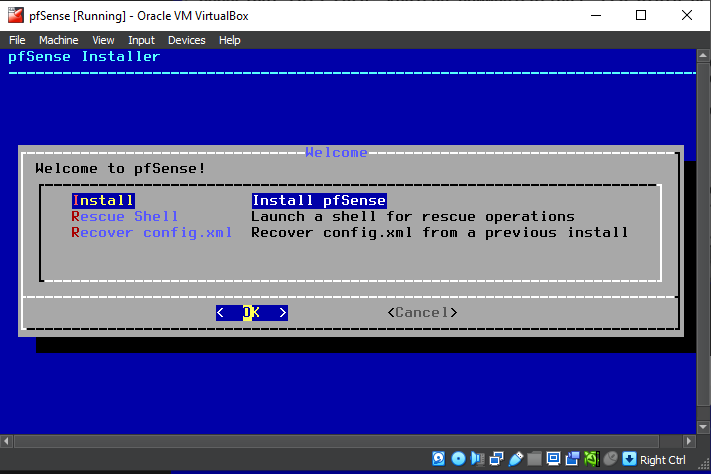 pfSense [Running] - Oracle VM VirtualBox
File Machine View Input Devices Help
pfSense Installer
Welcome
Welcome to pfSense!
Install Install pfSense
Rescue Shell Launch a shell for rescue operations
Recover config.xml Recover config.xml from a previous install
< OK > <Cancel>
Right Ctrl